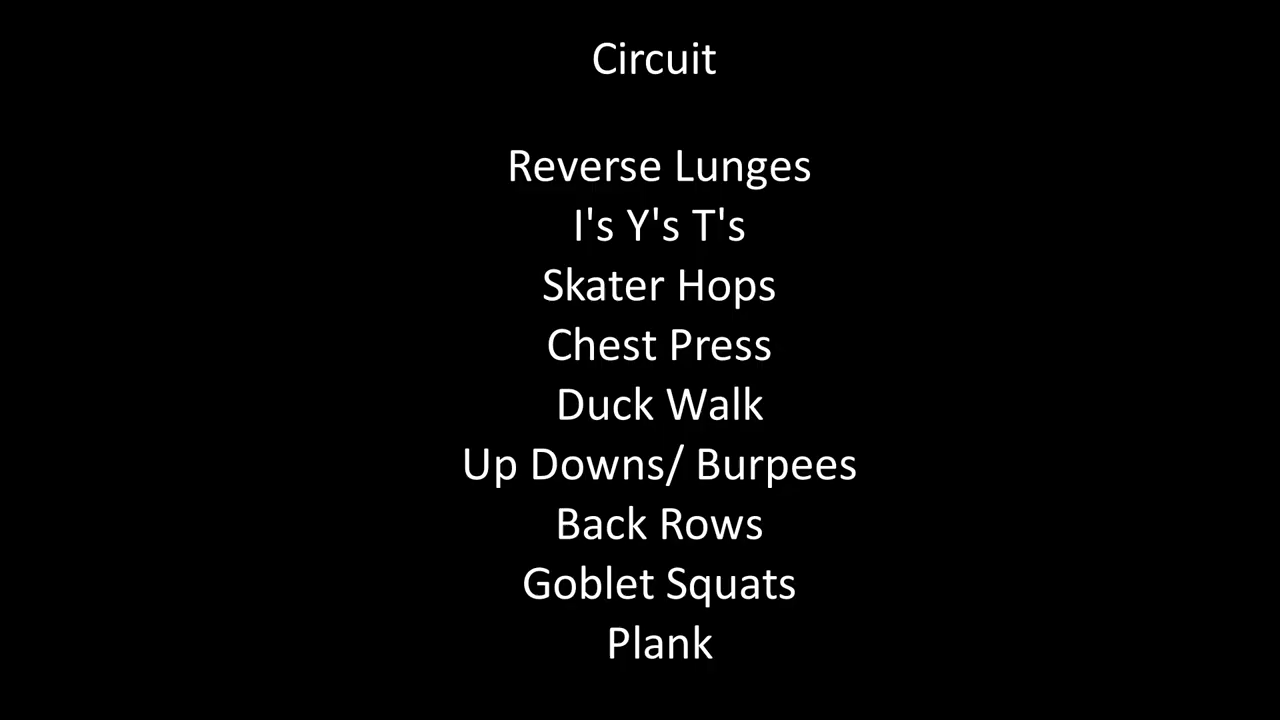 Circuit
Reverse Lunges
I's Y's T's
Skater Hops
Chest Press
Duck Walk
Up Downs/ Burpees
Back Rows
Goblet Squats
Plank